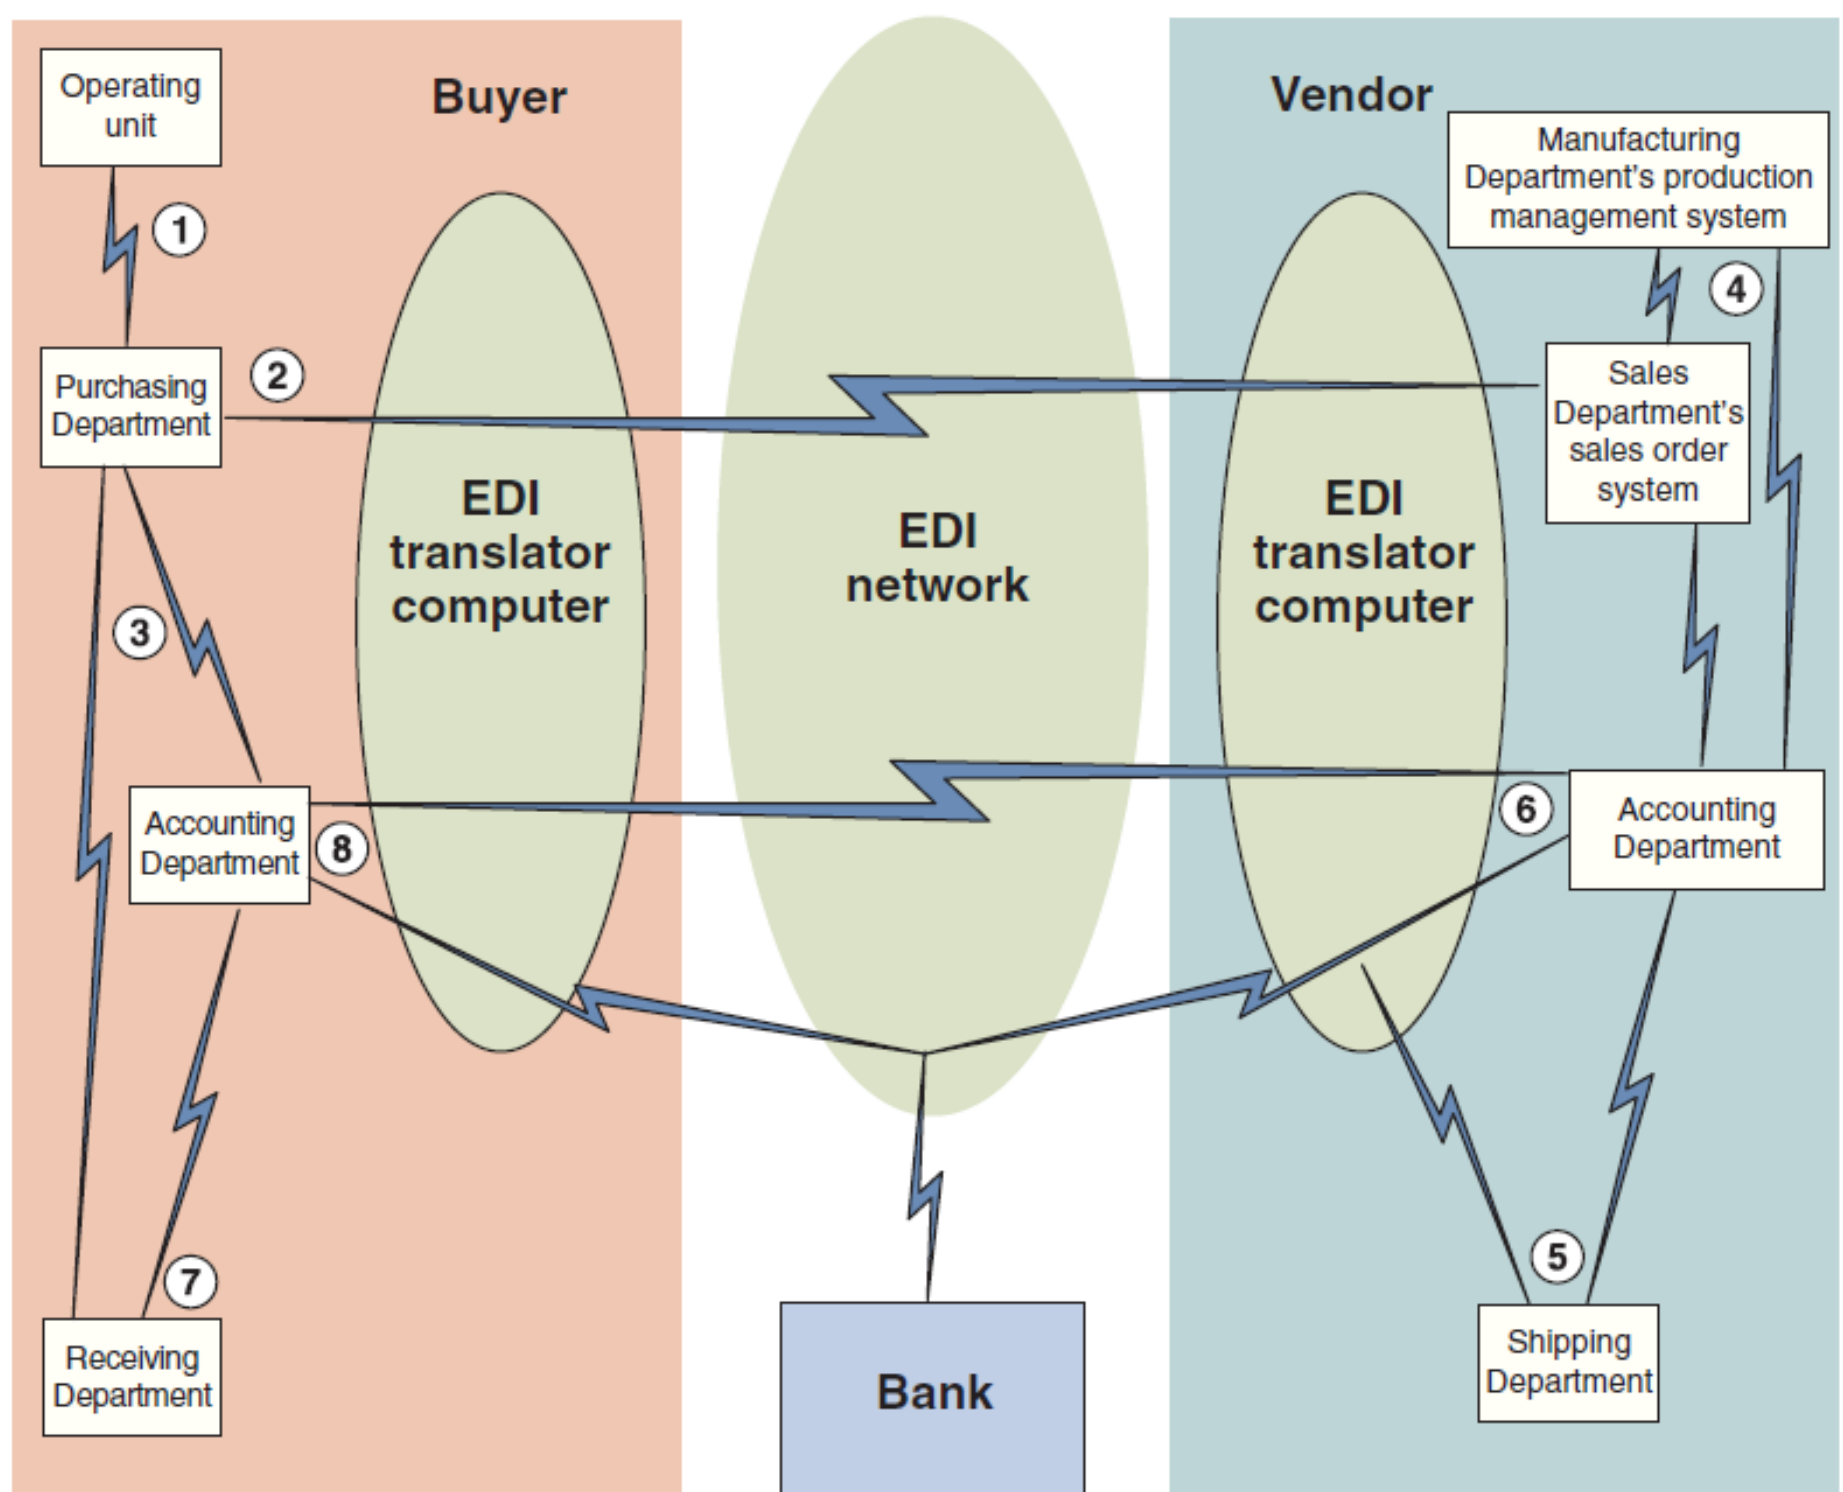 Operating
unit
Buyer
Vendor
Manufacturing
Department's production
management system
1
4
Purchasing
Department
2
Sales
Department's
sales order
system
EDI
translator
computer
EDI
network
EDI
translator
computer
3
Accounting
Department
8
6
Accounting
Department
7
5
Receiving
Department
Bank
Shipping
Department